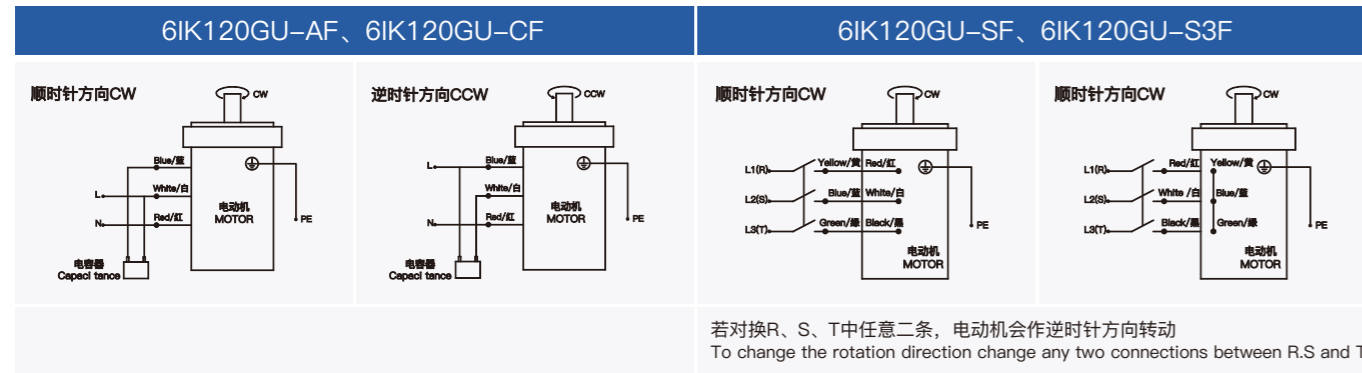 6IK120GU-AF、6IK120GU-CF
6IK120GU-SF、6IK120GU-S3F
顺时针方向CW
CW
Blue/蓝
White/白
L
Red/红
N
电动机
MOTOR
PE
电容器
Capaci tance
逆时针方向CCW
CCW
L
Blue/蓝
White/白
Red/红
N
电动机
MOTOR
PE
电容器
Capaci tance
顺时针方向CW
CW
L1(R) Yellow/黄 Red/红
L2(S) Blue/蓝 White/白
L3(T) Green/绿 Black/黑
PE
电动机
MOTOR
顺时针方向CW
CW
L1(R) Red/红 Yellow/黄
L2(S) White /白 Blue/蓝
L3(T) Black/黑 Green/绿
PE
电动机
MOTOR
若对换R、S、T中任意二条，电动机会作逆时针方向转动
To change the rotation direction change any two connections between R.S and T